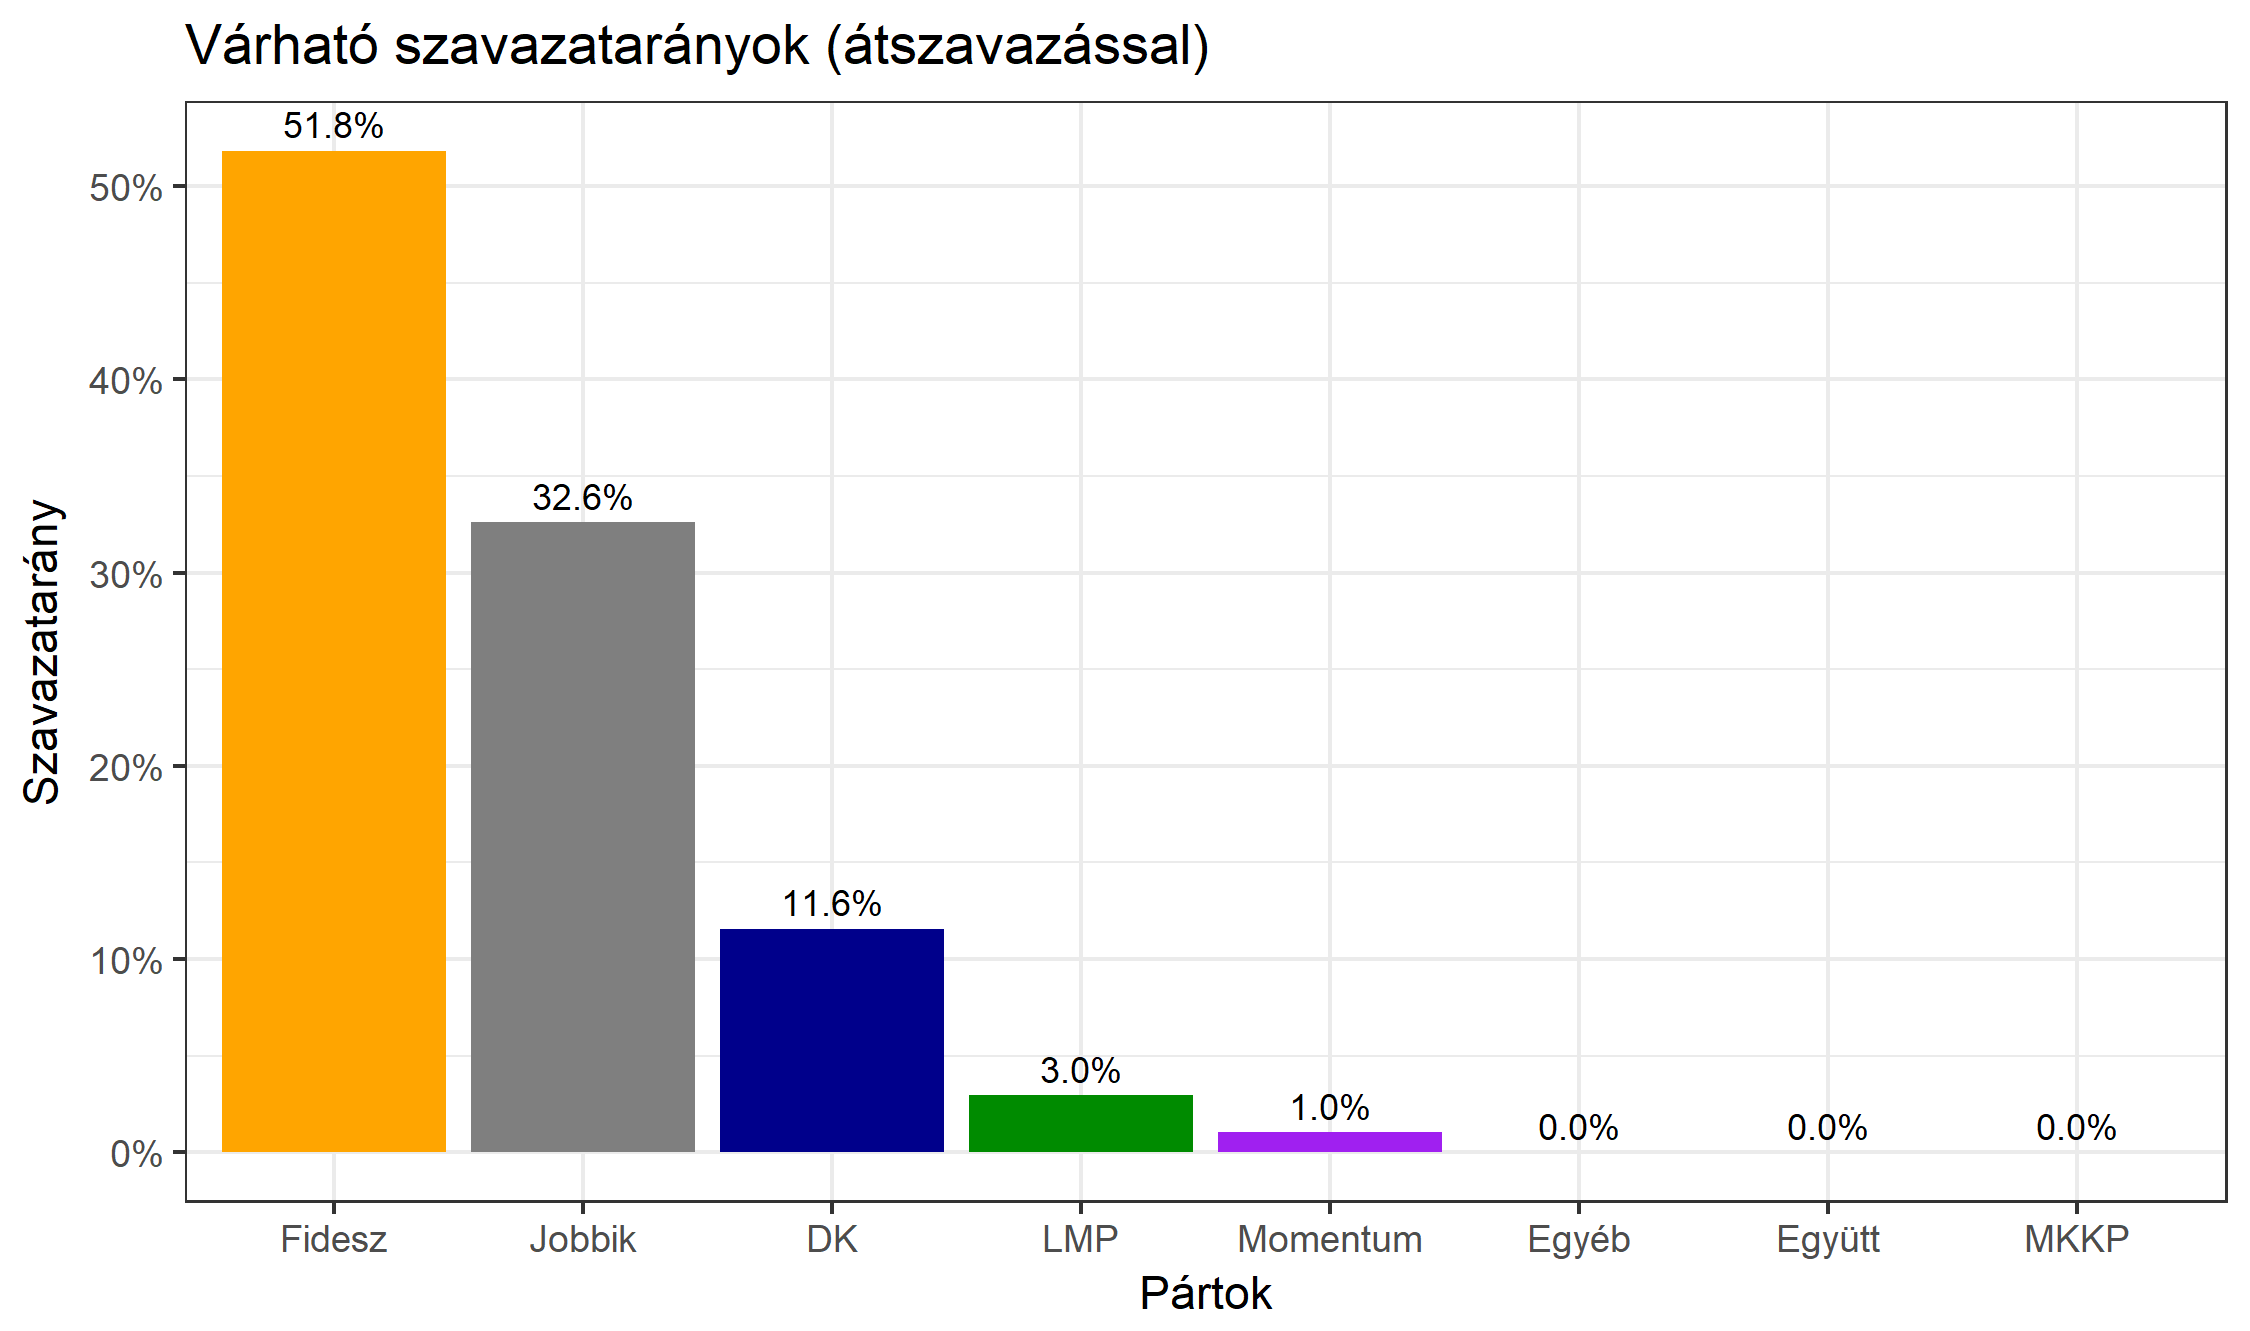 Várható szavazatarányok (átszavazással)
51.8%
32.6%
11.6%
3.0%
1.0%
0.0%
0.0%
0.0%
50%
40%
30%
20%
10%
0%
Szavazatarány
Fidesz
Jobbik
DK
LMP
Momentum
Egyéb
Együtt
MKKP
Pártok